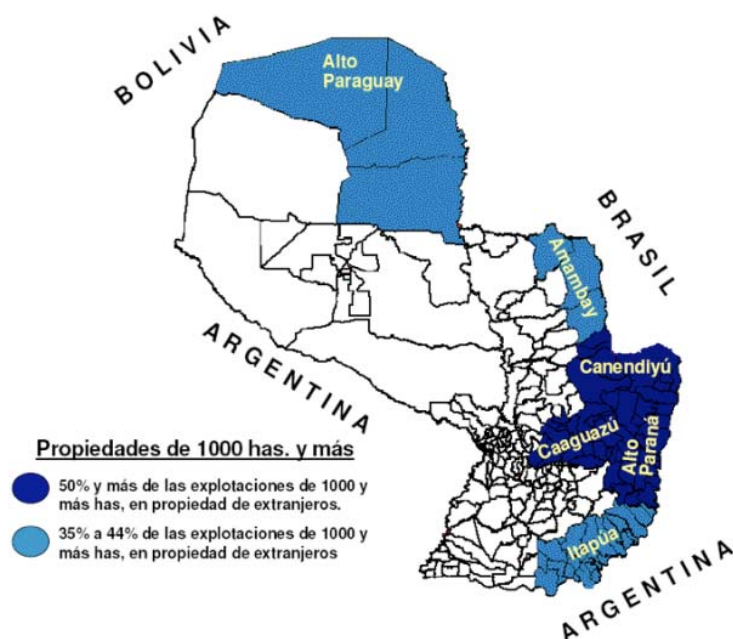 BOLIVIA
Alto
Paraguay
BRASIL
Amambay
ARGENTINA
Canendiyú
Caaguazú
Alto
Paraná
Itapúa
ARGENTINA
Propiedades de 1000 has. y más
50% y más de las explotaciones de 1000 y
más has, en propiedad de extranjeros.
35% a 44% de las explotaciones de 1000 y
más has, en propiedad de extranjeros